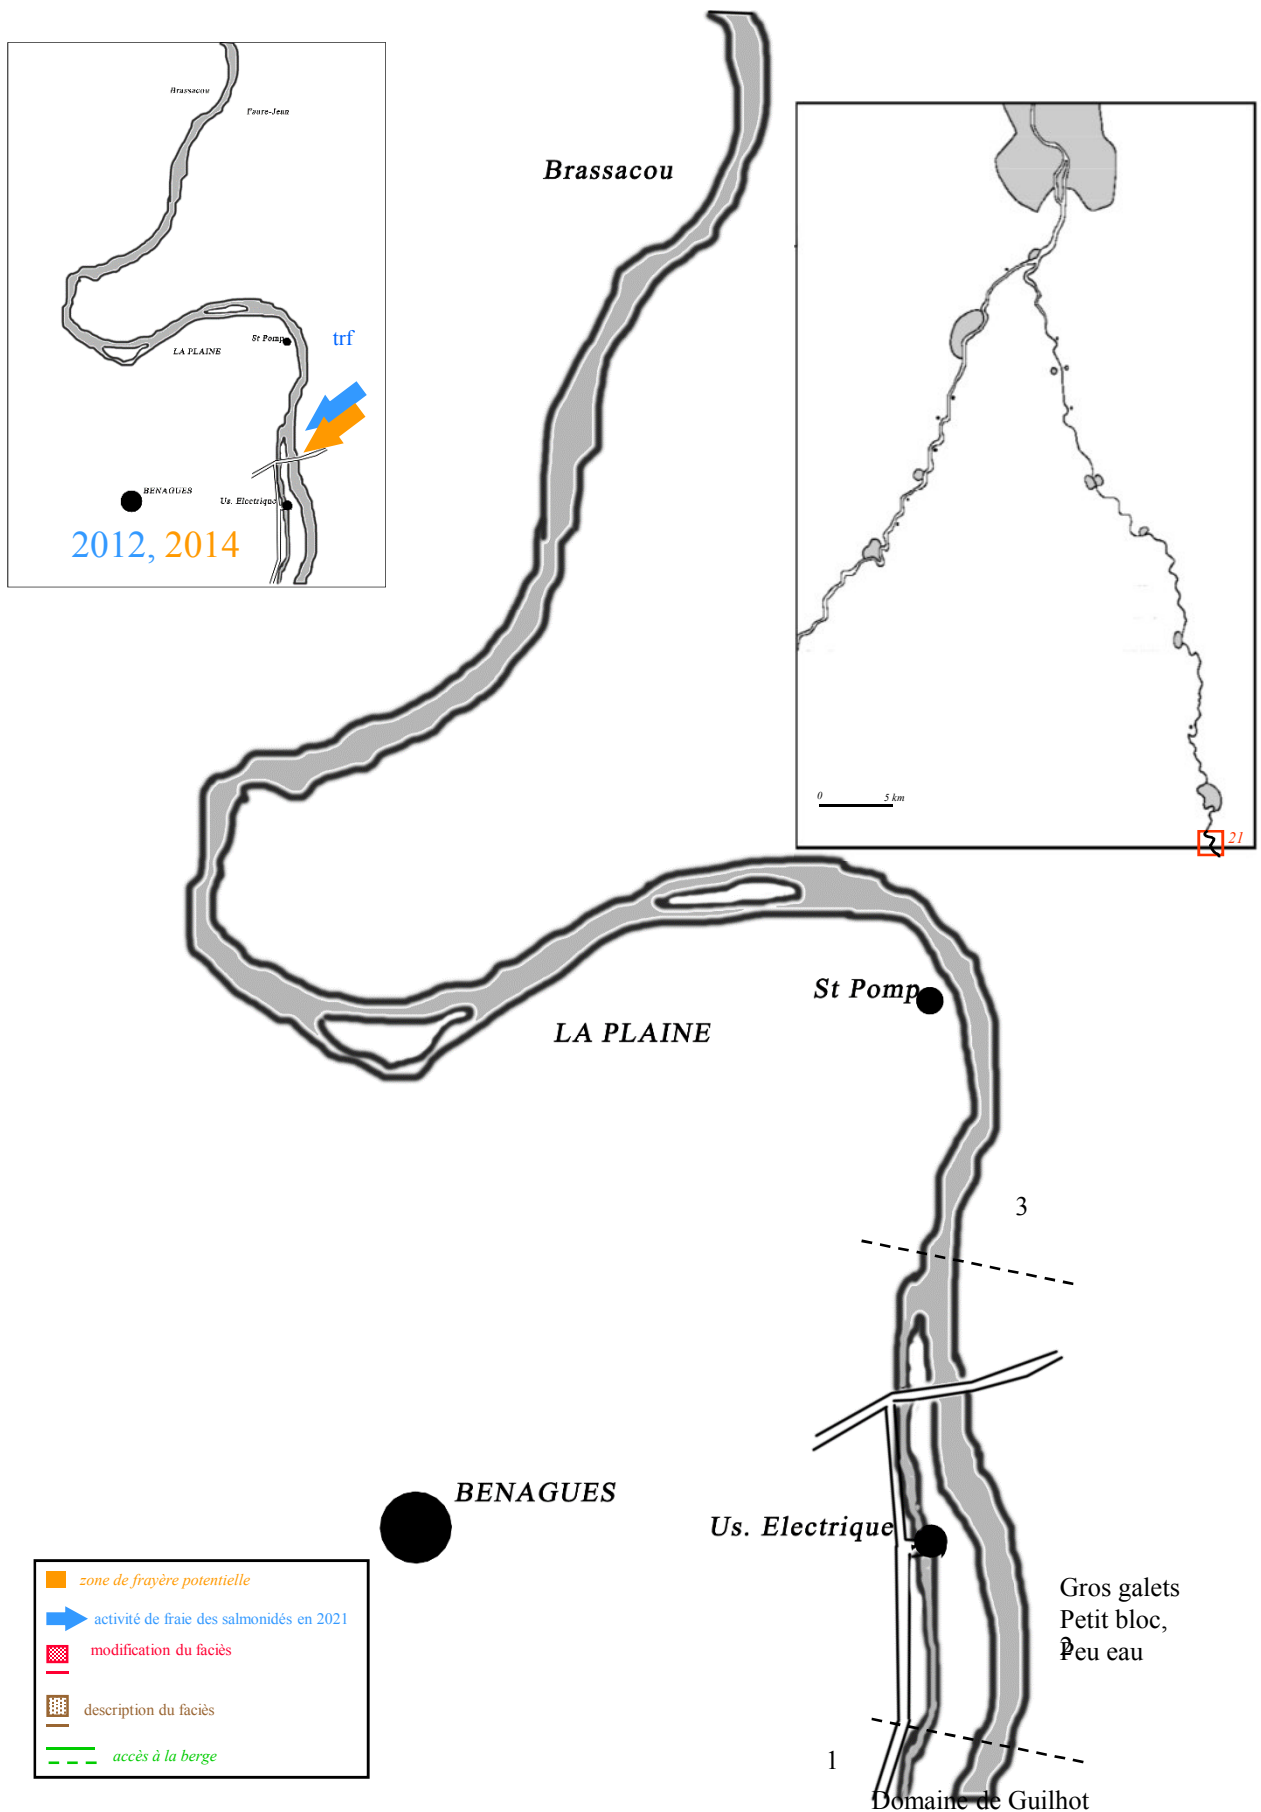 Brassacou
Faure-Jean
St Pomp
trf
LA PLAINE
BENAGUES
Us. Electrique
2012, 2014
Brassacou
0
5 km
21
St Pomp
LA PLAINE
3
BENAGUES
Us. Electrique
Gros galets
Petit bloc,
2
Peu eau
1
Domaine de Guilhot
zone de frayère potentielle
activité de fraie des salmonidés en 2021
modification du faciès
description du faciès
accès à la berge